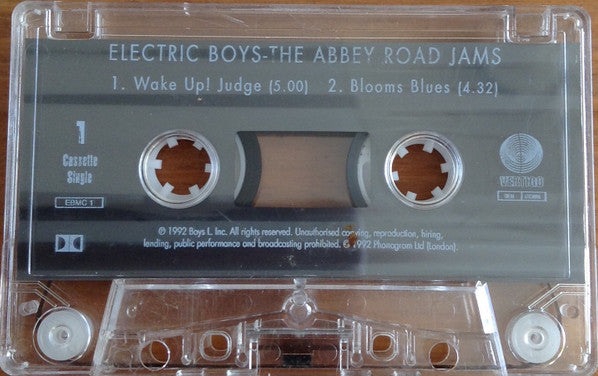 ELECTRIC BOYS-THE ABBEY ROAD JAMS
1. Wake Up! Judge (5.00) 2. Blooms Blues (4.32)
1
Cassette
Single
EBMC 1
VERTIGO
℗ 1992 Boys L. Inc. All rights reserved. Unauthorised copying, reproduction, hiring,
lending, public performance and broadcasting prohibited. © 1992 Phonogram Ltd (London).